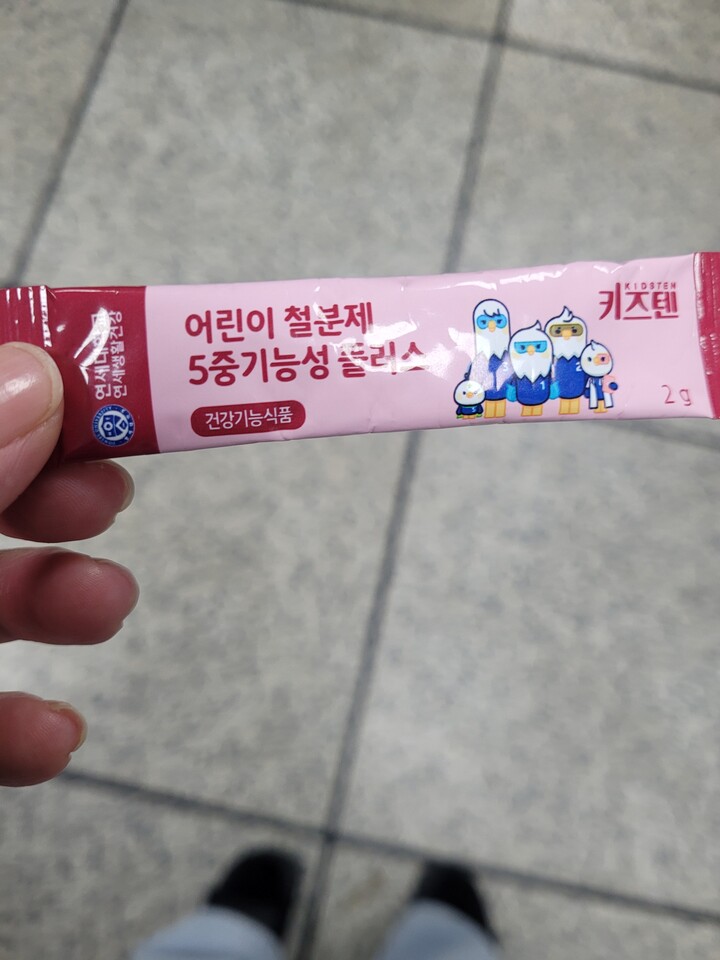 연세대학교
연세생활건강
어린이 철분제
5중기능성 플러스
건강기능식품
KIDSTEN
키즈텐
2g